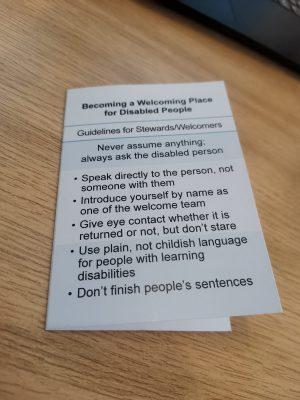 Becoming a Welcoming Place
for Disabled People
Guidelines for Stewards/Welcomers
Never assume anything:
always ask the disabled person
• Speak directly to the person, not
someone with them
• Introduce yourself by name as
one of the welcome team
• Give eye contact whether it is
returned or not, but don't stare
• Use plain, not childish language
for people with learning
disabilities
• Don't finish people's sentences